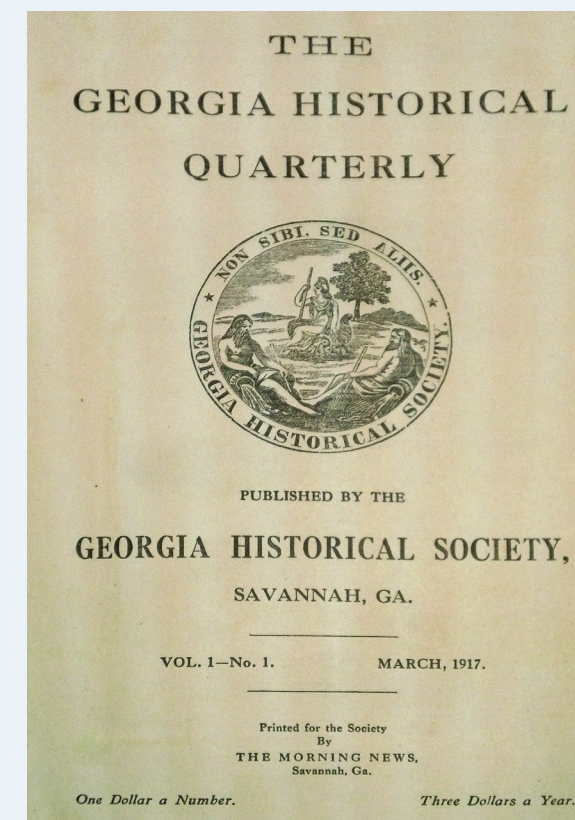 THE
GEORGIA HISTORICAL
QUARTERLY
NON SIBI, SED ALIIS.
GEORGIA HISTORICAL SOCIETY.
PUBLISHED BY THE
GEORGIA HISTORICAL SOCIETY,
SAVANNAH, GA.
VOL. 1—No. 1. MARCH, 1917.
Printed for the Society
By
THE MORNING NEWS,
Savannah, Ga.
One Dollar a Number. Three Dollars a Year.